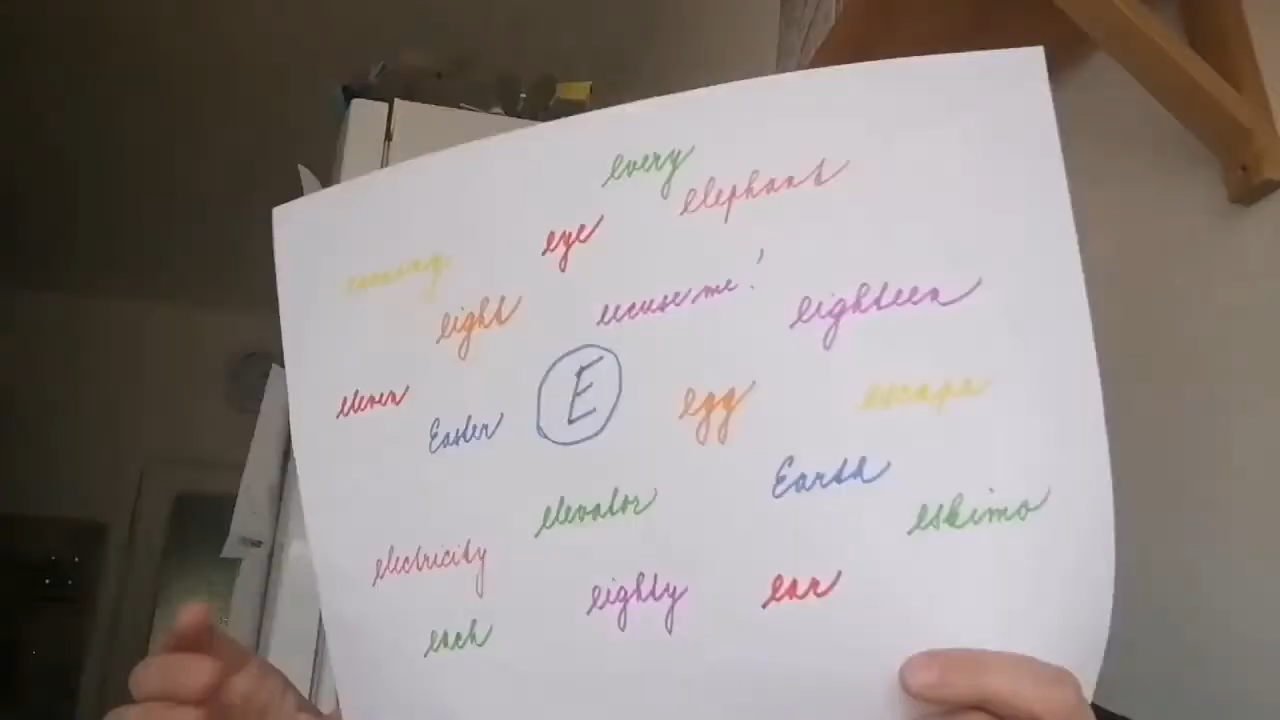 every
elephant
eye
eight
excuse me!
eighteen
eleven
Easter
E
egg
escape
Earth
elevator
eskimo
electricity
eighty
ear
each